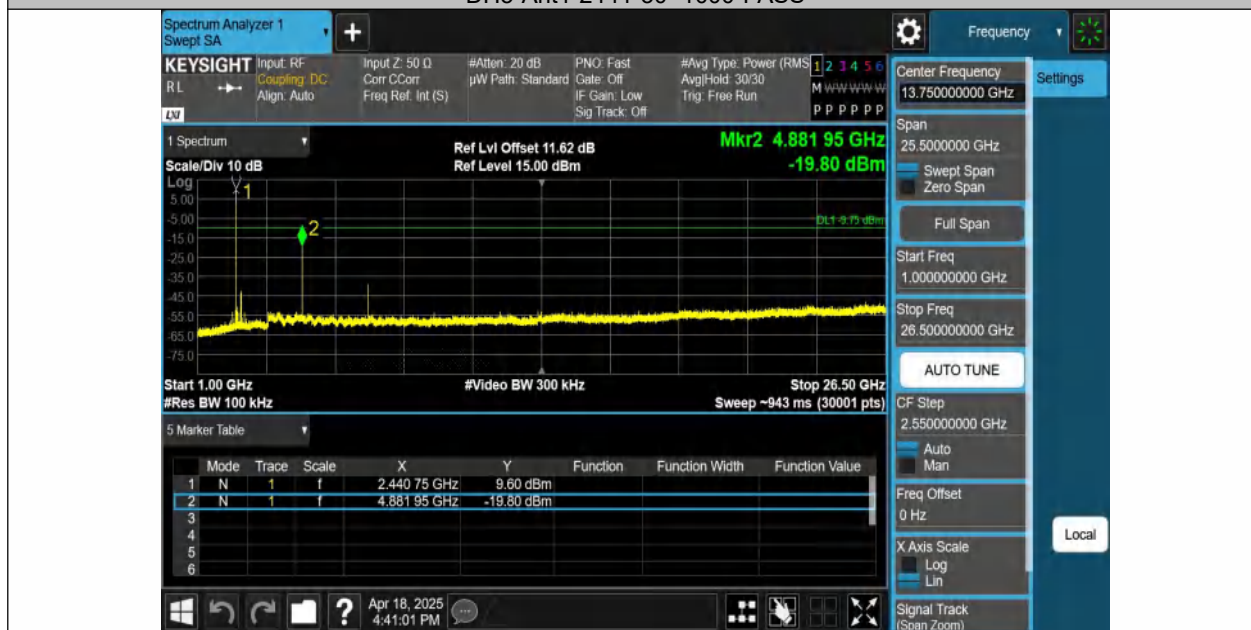 Spectrum Analyzer 1
Swept SA
+
Frequency
KEYSIGHT
RL
LXI
Input: RF
Coupling: DC
Align: Auto
Input Z: 50 Ω
Corr CCorr
Freq Ref: Int (S)
#Atten: 20 dB
µW Path: Standard
PNO: Fast
Gate: Off
IF Gain: Low
Sig Track: Off
#Avg Type: Power (RMS
Avg|Hold: 30/30
Trig: Free Run
1 2 3 4 5 6
M W W W W W
P P P P P P
Center Frequency
13.750000000 GHz
Settings
1 Spectrum
Scale/Div 10 dB
Ref Lvl Offset 11.62 dB
Ref Level 15.00 dBm
Mkr2 4.881 95 GHz
-19.80 dBm
Log
5.00
-5.00
-15.0
-25.0
-35.0
-45.0
-55.0
-65.0
-75.0
1
2
DL1 -9.75 dBm
Start 1.00 GHz
#Res BW 100 kHz
#Video BW 300 kHz
Stop 26.50 GHz
Sweep ~943 ms (30001 pts)
Span
25.5000000 GHz
Swept Span
Zero Span
Full Span
Start Freq
1.000000000 GHz
Stop Freq
26.500000000 GHz
AUTO TUNE
CF Step
2.550000000 GHz
Auto
Man
Freq Offset
0 Hz
X Axis Scale
Log
Lin
Signal Track
(Span Zoom)
Local
5 Marker Table
Mode Trace Scale X Y Function Function Width Function Value
1 N 1 f 2.440 75 GHz 9.60 dBm
2 N 1 f 4.881 95 GHz -19.80 dBm
3
4
5
6
?
Apr 18, 2025
4:41:01 PM